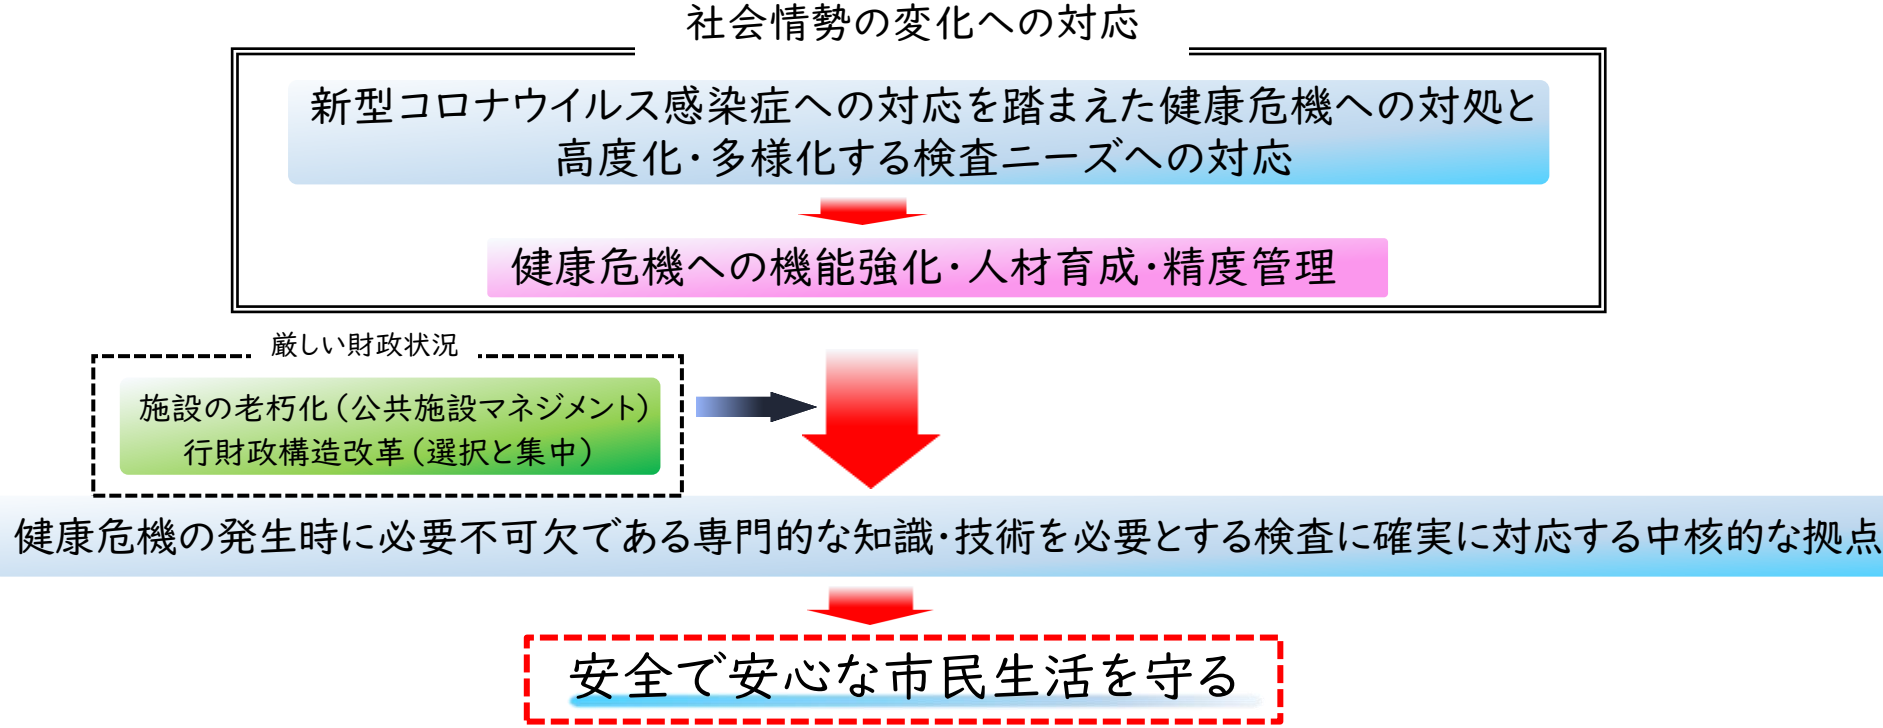 社会情勢の変化への対応
新型コロナウイルス感染症への対応を踏まえた健康危機への対処と
高度化・多様化する検査ニーズへの対応
健康危機への機能強化・人材育成・精度管理
厳しい財政状況
施設の老朽化（公共施設マネジメント）
行財政構造改革（選択と集中）
健康危機の発生時に必要不可欠である専門的な知識・技術を必要とする検査に確実に対応する中核的な拠点
安全で安心な市民生活を守る